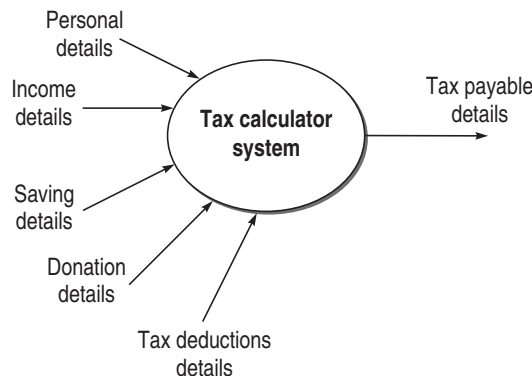 Personal
details
Income
details
Saving
details
Donation
details
Tax deductions
details
Tax calculator
system
Tax payable
details